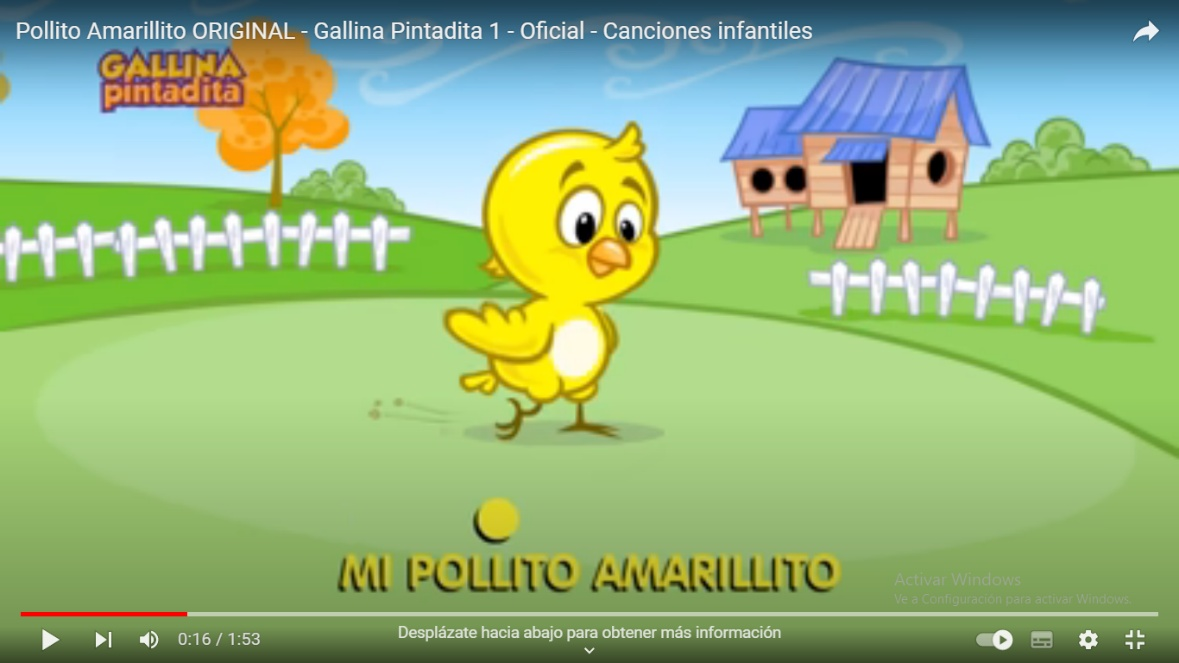 Pollito Amarillito ORIGINAL - Gallina Pintadita 1 - Oficial - Canciones infantiles
GALLINA
pintadita
MI POLLITO AMARILLITO
Activar Windows
Ve a Configuración para activar Windows.
0:16 / 1:53
Desplázate hacia abajo para obtener más información